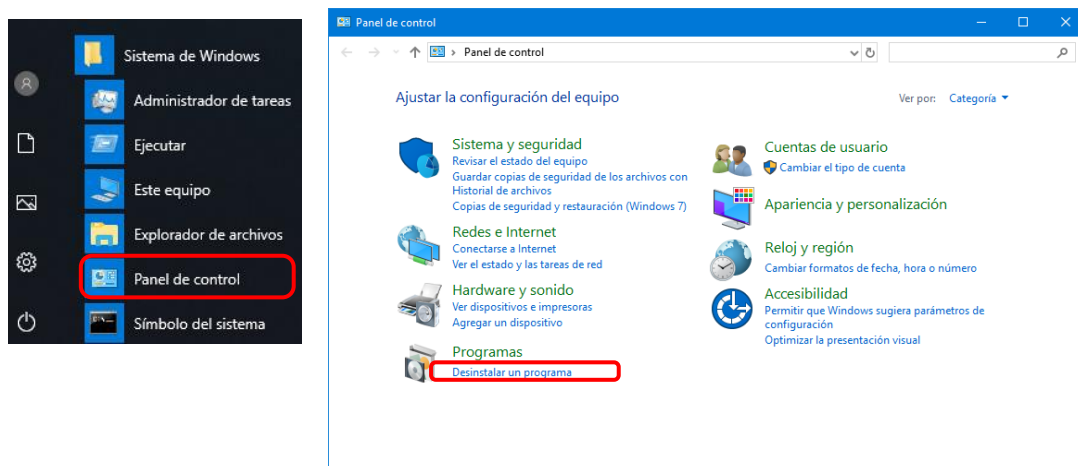 Sistema de Windows
Administrador de tareas
Ejecutar
Este equipo
Explorador de archivos
Panel de control
Símbolo del sistema
Panel de control
Panel de control
Ajustar la configuración del equipo
Ver por: Categoría
Sistema y seguridad
Revisar el estado del equipo
Guardar copias de seguridad de los archivos con
Historial de archivos
Copias de seguridad y restauración (Windows 7)
Redes e Internet
Conectarse a Internet
Ver el estado y las tareas de red
Hardware y sonido
Ver dispositivos e impresoras
Agregar un dispositivo
Programas
Desinstalar un programa
Cuentas de usuario
Cambiar el tipo de cuenta
Apariencia y personalización
Reloj y región
Cambiar formatos de fecha, hora o número
Accesibilidad
Permitir que Windows sugiera parámetros de
configuración
Optimizar la presentación visual